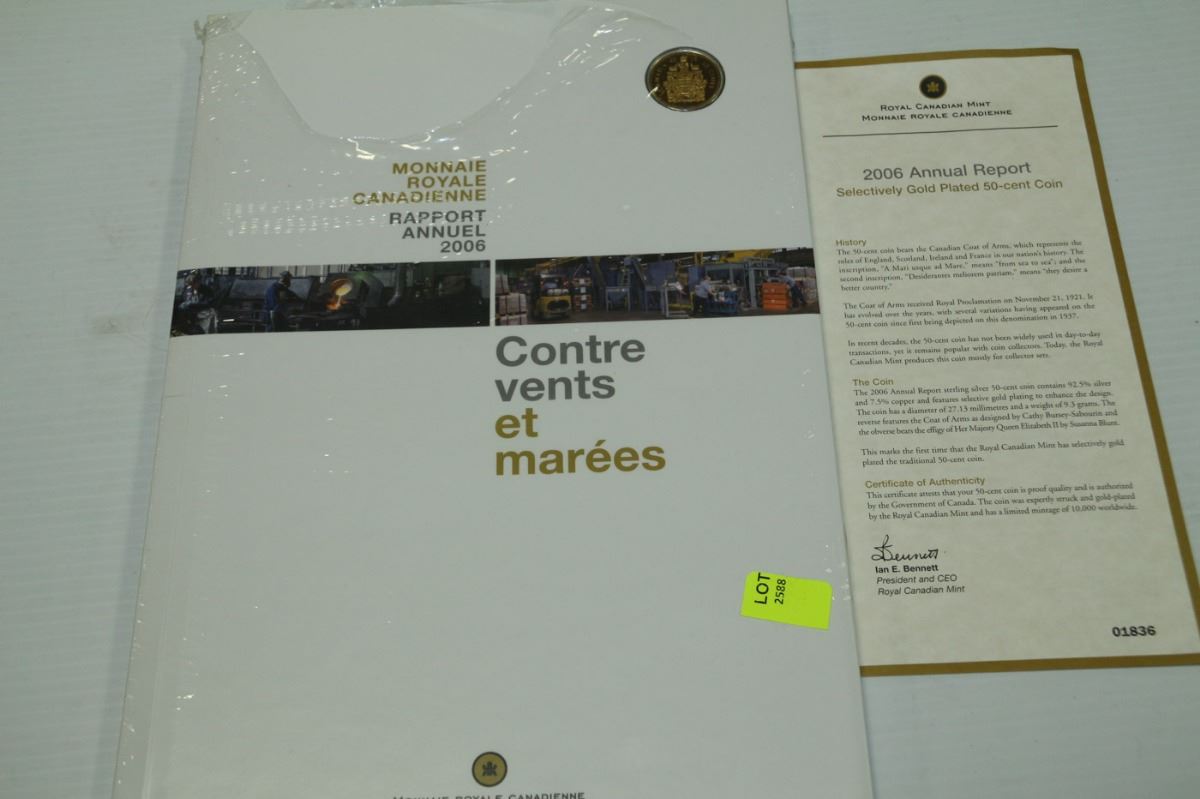 MONNAIE
ROYALE
CANADIENNE
RAPPORT
ANNUEL
2006
Contre
vents
et
marées
LOT
2588
MONNAIE ROYALE CANADIENNE
ROYAL CANADIAN MINT
MONNAIE ROYALE CANADIENNE
2006 Annual Report
Selectively Gold Plated 50-cent Coin
History
The 50-cent coin bears the Canadian Coat of Arms, which represents the
roles of England, Scotland, Ireland and France in our nation's history. The
inscription, "A Mari usque ad Mare," means "from sea to sea"; and the
second inscription, "Desiderantes meliorem patriam," means "they desire a
better country."
The Coat of Arms received Royal Proclamation on November 21, 1921. It
has evolved over the years, with several variations having appeared on the
50-cent coin since first being depicted on this denomination in 1937.
In recent decades, the 50-cent coin has not been widely used in day-to-day
transactions, yet it remains popular with coin collectors. Today, the Royal
Canadian Mint produces this coin mostly for collector sets.
The Coin
The 2006 Annual Report sterling silver 50-cent coin contains 92.5% silver
and 7.5% copper and features selective gold plating to enhance the design.
The coin has a diameter of 27.13 millimetres and a weight of 9.3 grams. The
reverse features the Coat of Arms as designed by Cathy Bursey-Sabourin and
the obverse bears the effigy of Her Majesty Queen Elizabeth II by Susanna Blunt.
This marks the first time that the Royal Canadian Mint has selectively gold
plated the traditional 50-cent coin.
Certificate of Authenticity
This certificate attests that your 50-cent coin is proof quality and is authorized
by the Government of Canada. The coin was expertly struck and gold-plated
by the Royal Canadian Mint and has a limited mintage of 10,000 worldwide.
Bennett
Ian E. Bennett
President and CEO
Royal Canadian Mint
01836